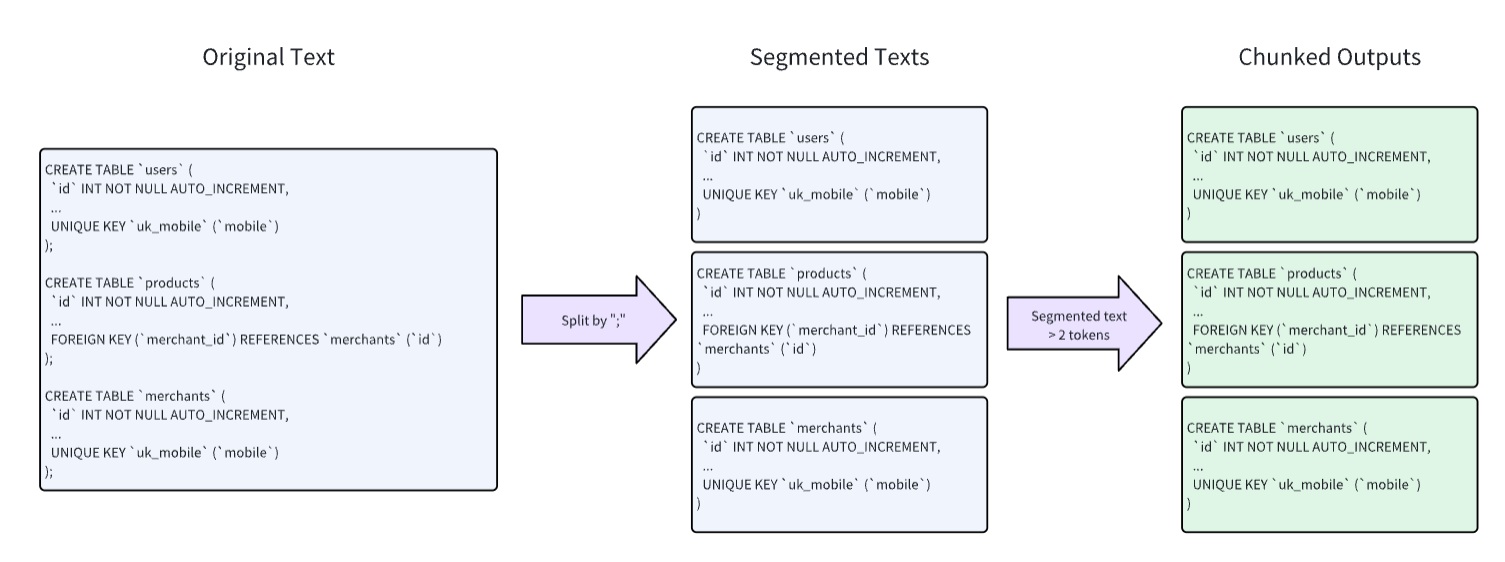 Original Text
CREATE TABLE `users` (
`id` INT NOT NULL AUTO_INCREMENT,
...
UNIQUE KEY `uk_mobile` (`mobile`)
);
CREATE TABLE `products` (
`id` INT NOT NULL AUTO_INCREMENT,
...
FOREIGN KEY (`merchant_id`) REFERENCES `merchants` (`id`)
);
CREATE TABLE `merchants` (
`id` INT NOT NULL AUTO_INCREMENT,
...
UNIQUE KEY `uk_mobile` (`mobile`)
);
Split by ";"
Segmented Texts
CREATE TABLE `users` (
`id` INT NOT NULL AUTO_INCREMENT,
...
UNIQUE KEY `uk_mobile` (`mobile`)
)
CREATE TABLE `products` (
`id` INT NOT NULL AUTO_INCREMENT,
...
FOREIGN KEY (`merchant_id`) REFERENCES
`merchants` (`id`)
)
CREATE TABLE `merchants` (
`id` INT NOT NULL AUTO_INCREMENT,
...
UNIQUE KEY `uk_mobile` (`mobile`)
)
Segmented text
> 2 tokens
Chunked Outputs
CREATE TABLE `users` (
`id` INT NOT NULL AUTO_INCREMENT,
...
UNIQUE KEY `uk_mobile` (`mobile`)
)
CREATE TABLE `products` (
`id` INT NOT NULL AUTO_INCREMENT,
...
FOREIGN KEY (`merchant_id`) REFERENCES
`merchants` (`id`)
)
CREATE TABLE `merchants` (
`id` INT NOT NULL AUTO_INCREMENT,
...
UNIQUE KEY `uk_mobile` (`mobile`)
)